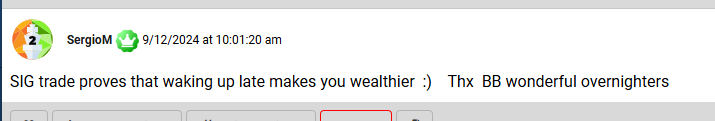 2
SergioM 9/12/2024 at 10:01:20 am
SIG trade proves that waking up late makes you wealthier :) Thx BB wonderful overnighters